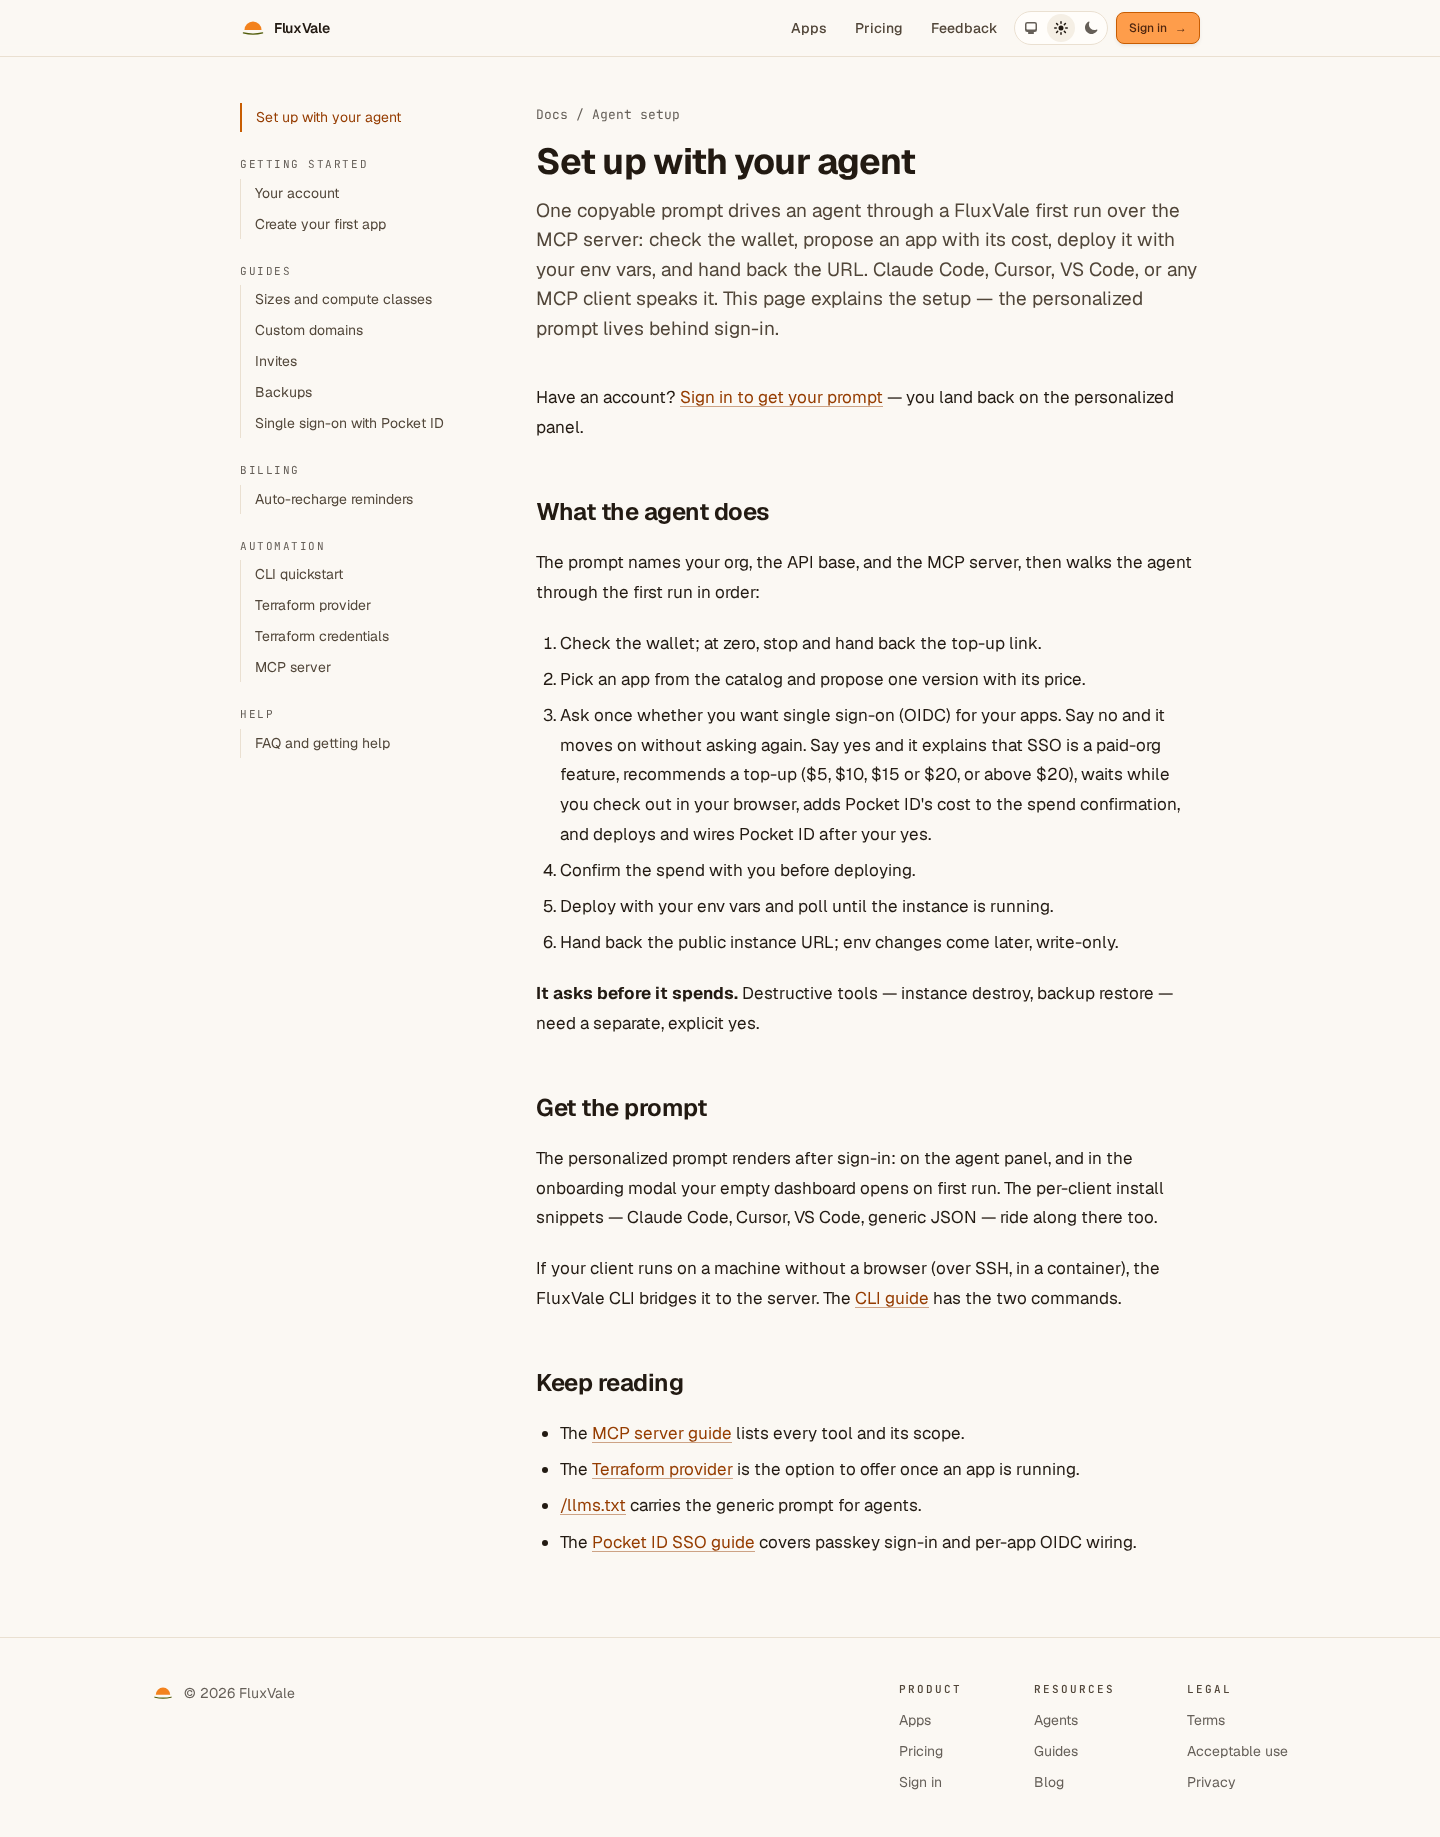 FluxVale
Apps
Pricing
Feedback
Sign in →
Set up with your agent
GETTING STARTED
Your account
Create your first app
GUIDES
Sizes and compute classes
Custom domains
Invites
Backups
Single sign-on with Pocket ID
BILLING
Auto-recharge reminders
AUTOMATION
CLI quickstart
Terraform provider
Terraform credentials
MCP server
HELP
FAQ and getting help
Docs / Agent setup
Set up with your agent
One copyable prompt drives an agent through a FluxVale first run over the
MCP server: check the wallet, propose an app with its cost, deploy it with
your env vars, and hand back the URL. Claude Code, Cursor, VS Code, or any
MCP client speaks it. This page explains the setup — the personalized
prompt lives behind sign-in.
Have an account? Sign in to get your prompt — you land back on the personalized
panel.
What the agent does
The prompt names your org, the API base, and the MCP server, then walks the agent
through the first run in order:
1. Check the wallet; at zero, stop and hand back the top-up link.
2. Pick an app from the catalog and propose one version with its price.
3. Ask once whether you want single sign-on (OIDC) for your apps. Say no and it
moves on without asking again. Say yes and it explains that SSO is a paid-org
feature, recommends a top-up ($5, $10, $15 or $20, or above $20), waits while
you check out in your browser, adds Pocket ID's cost to the spend confirmation,
and deploys and wires Pocket ID after your yes.
4. Confirm the spend with you before deploying.
5. Deploy with your env vars and poll until the instance is running.
6. Hand back the public instance URL; env changes come later, write-only.
It asks before it spends. Destructive tools — instance destroy, backup restore —
need a separate, explicit yes.
Get the prompt
The personalized prompt renders after sign-in: on the agent panel, and in the
onboarding modal your empty dashboard opens on first run. The per-client install
snippets — Claude Code, Cursor, VS Code, generic JSON — ride along there too.
If your client runs on a machine without a browser (over SSH, in a container), the
FluxVale CLI bridges it to the server. The CLI guide has the two commands.
Keep reading
• The MCP server guide lists every tool and its scope.
• The Terraform provider is the option to offer once an app is running.
• /llms.txt carries the generic prompt for agents.
• The Pocket ID SSO guide covers passkey sign-in and per-app OIDC wiring.
© 2026 FluxVale
PRODUCT
Apps
Pricing
Sign in
RESOURCES
Agents
Guides
Blog
LEGAL
Terms
Acceptable use
Privacy